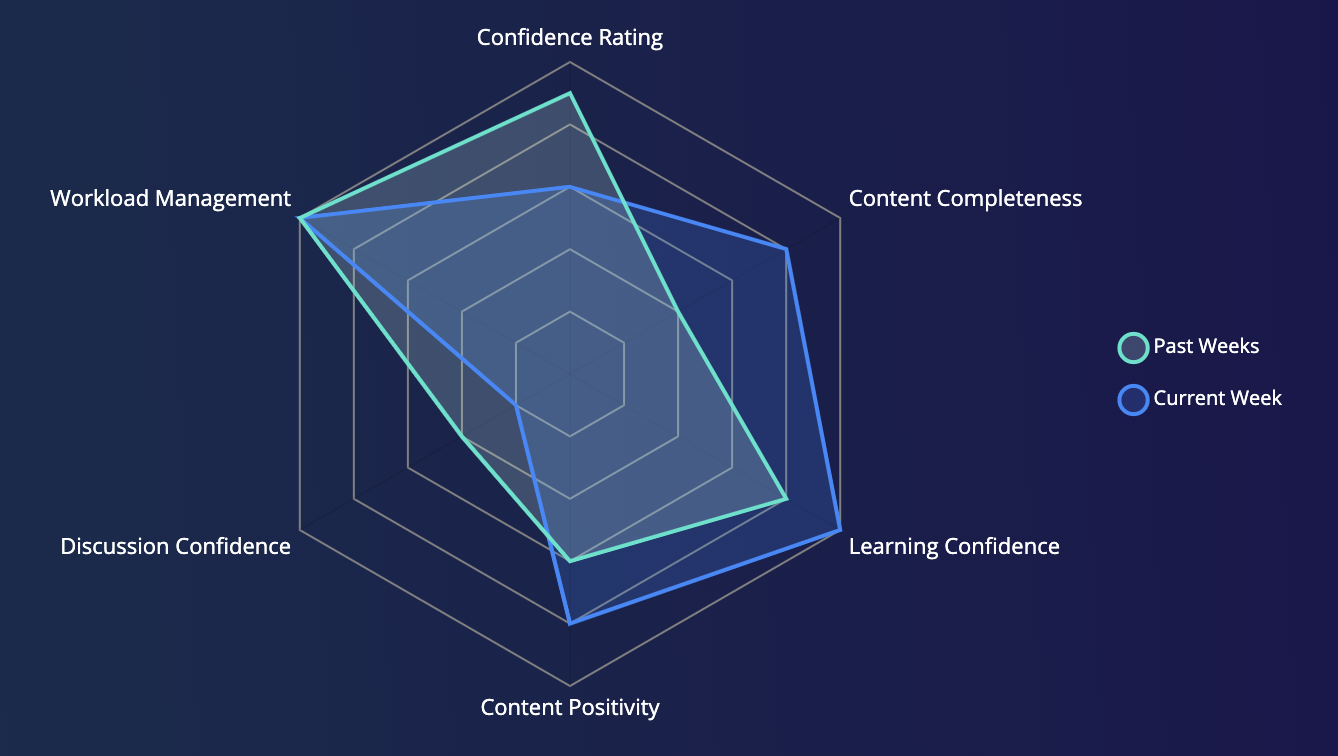 Confidence Rating
Workload Management
Content Completeness
Past Weeks
Current Week
Discussion Confidence
Learning Confidence
Content Positivity